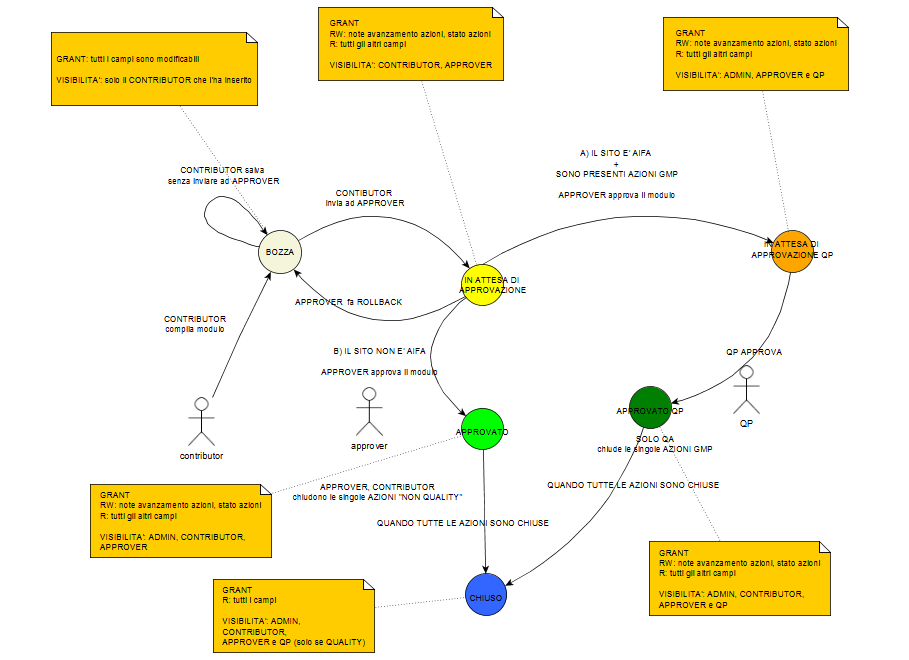 GRANT: tutti i campi sono modificabili
VISIBILITA': solo il CONTRIBUTOR che l'ha inserito
GRANT
RW: note avanzamento azioni, stato azioni
R: tutti gli altri campi
VISIBILITA': CONTRIBUTOR, APPROVER
GRANT
RW: note avanzamento azioni, stato azioni
R: tutti gli altri campi
VISIBILITA': ADMIN, APPROVER e QP
CONTRIBUTOR salva
senza inviare ad APPROVER
CONTIBUTOR
invia ad APPROVER
A) IL SITO E' AIFA
+
SONO PRESENTI AZIONI GMP
APPROVER approva il modulo
BOZZA
IN ATTESA DI
APPROVAZIONE
IN ATTESA DI
APPROVAZIONE QP
APPROVER fa ROLLBACK
CONTRIBUTOR
compila modulo
B) IL SITO NON E' AIFA
APPROVER approva il modulo
QP APPROVA
contributor
approver
QP
APPROVATO
APPROVATO QP
SOLO QA
chiude le singole AZIONI GMP
APPROVER, CONTRIBUTOR
chiudono le singole AZIONI "NON QUALITY"
QUANDO TUTTE LE AZIONI SONO CHIUSE
QUANDO TUTTE LE AZIONI SONO CHIUSE
GRANT
RW: note avanzamento azioni, stato azioni
R: tutti gli altri campi
VISIBILITA': ADMIN, CONTRIBUTOR,
APPROVER
GRANT
RW: note avanzamento azioni, stato azioni
R: tutti gli altri campi
VISIBILITA': ADMIN, CONTRIBUTOR,
APPROVER e QP
CHIUSO
GRANT
R: tutti i campi
VISIBILITA': ADMIN,
CONTRIBUTOR,
APPROVER e QP (solo se QUALITY)